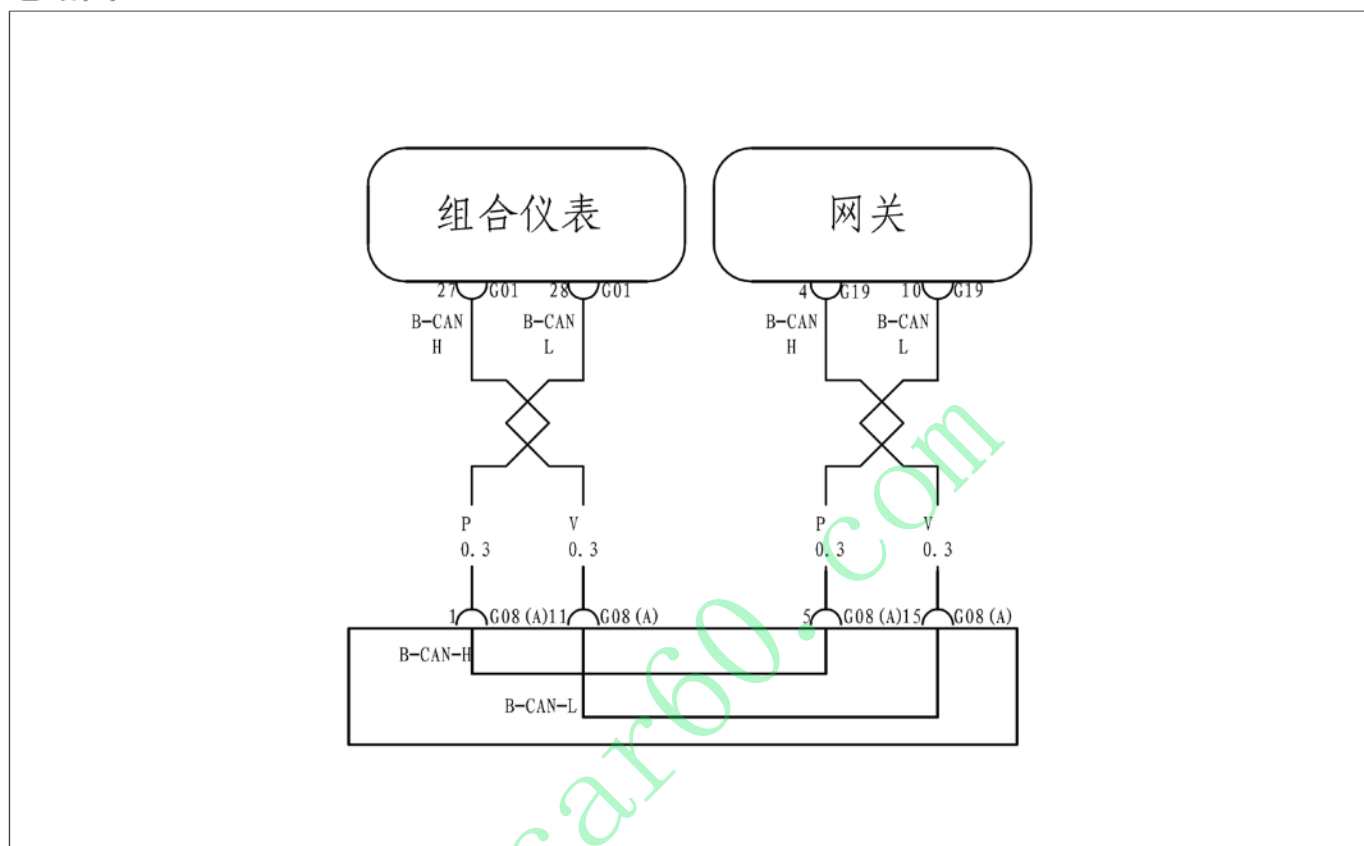 组合仪表
网关
27 G01 28 G01
4 G19 10 G19
B-CAN
H
B-CAN
L
B-CAN
H
B-CAN
L
P
0.3
V
0.3
P
0.3
V
0.3
1 G08(A) 11 G08(A)
5 G08(A) 15 G08(A)
B-CAN-H
B-CAN-L
car60.com